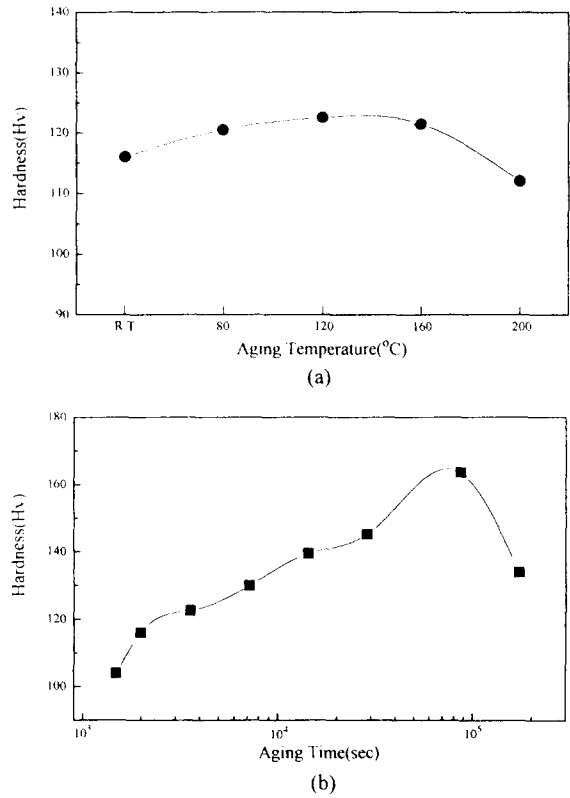 140
130
120
110
100
90
Hardness(Hv)
R.T 80 120 160 200
Aging Temperature(°C)
(a)
180
160
140
120
100
Hardness(Hv)
10³ 10⁴ 10⁵
Aging Time(sec)
(b)